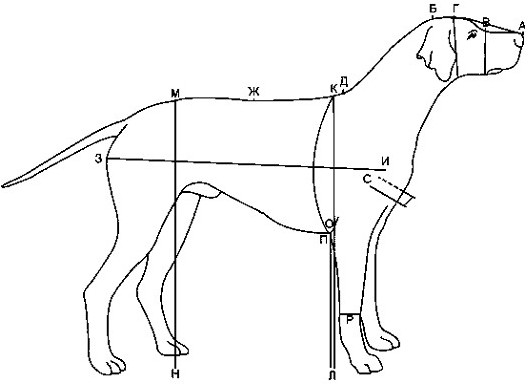 Б Г В А
М Ж К Д
З И
С
О
П
Р
Н Л